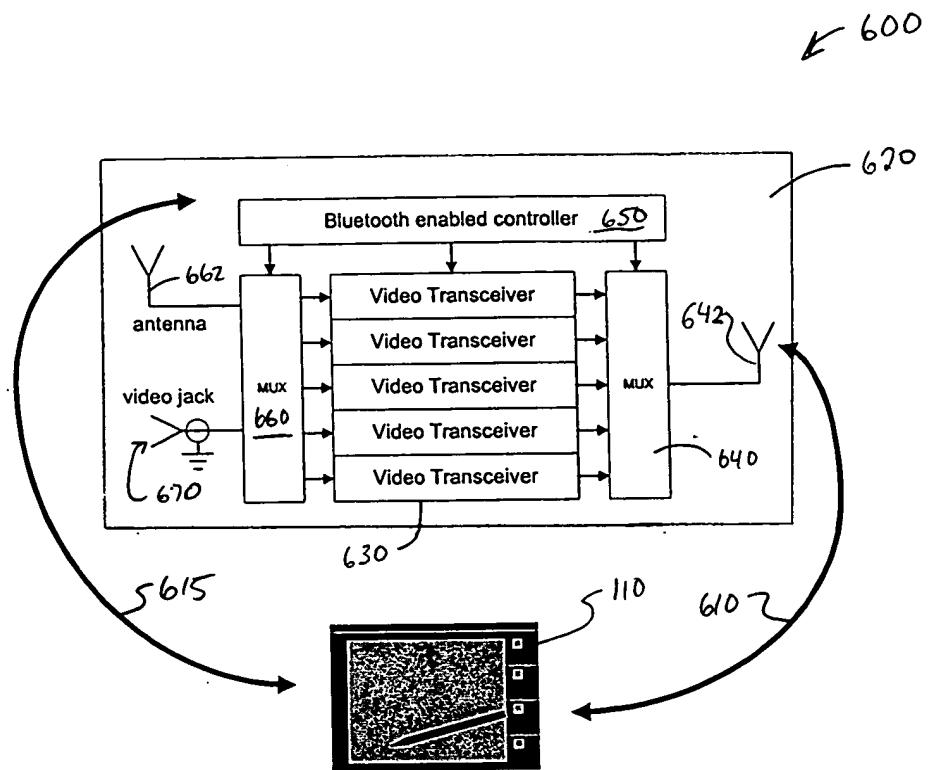 600
620
Bluetooth enabled controller 650
662
antenna
Video Transceiver
Video Transceiver
Video Transceiver
Video Transceiver
Video Transceiver
642
video jack
MUX
660
MUX
670
640
630
615
110
610